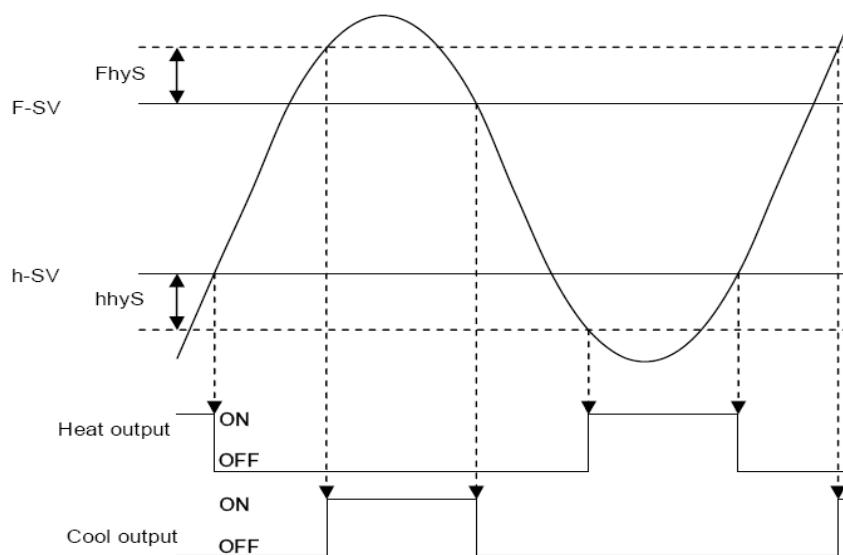 FhyS
F-SV
h-SV
hhyS
Heat output
ON
OFF
Cool output
ON
OFF